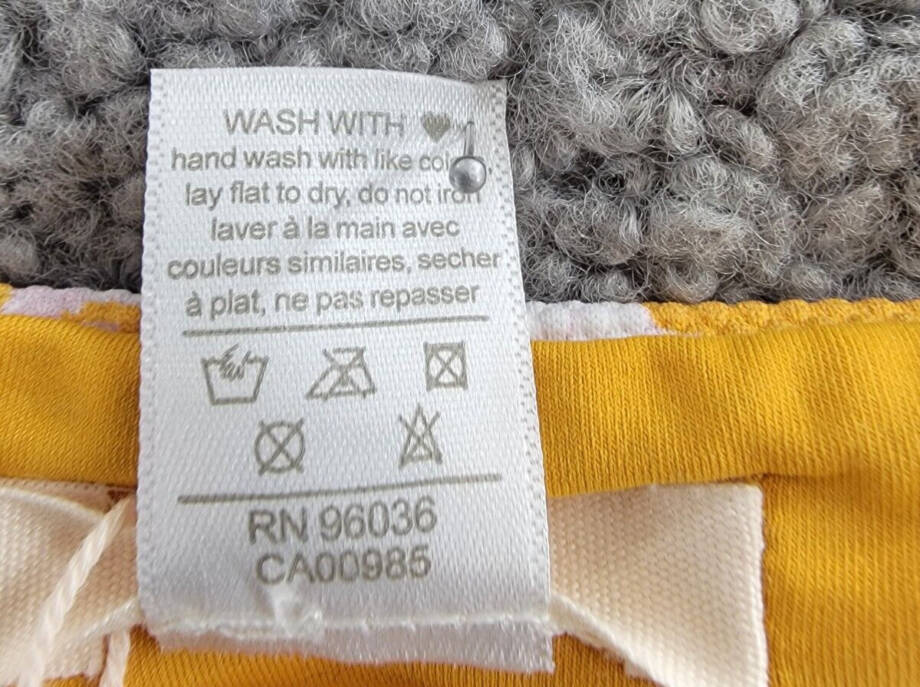 WASH WITH ♥
hand wash with like
lay flat to dry, do not iron
laver à la main avec
couleurs similaires, secher
à plat, ne pas repasser
RN 96036
CA00985